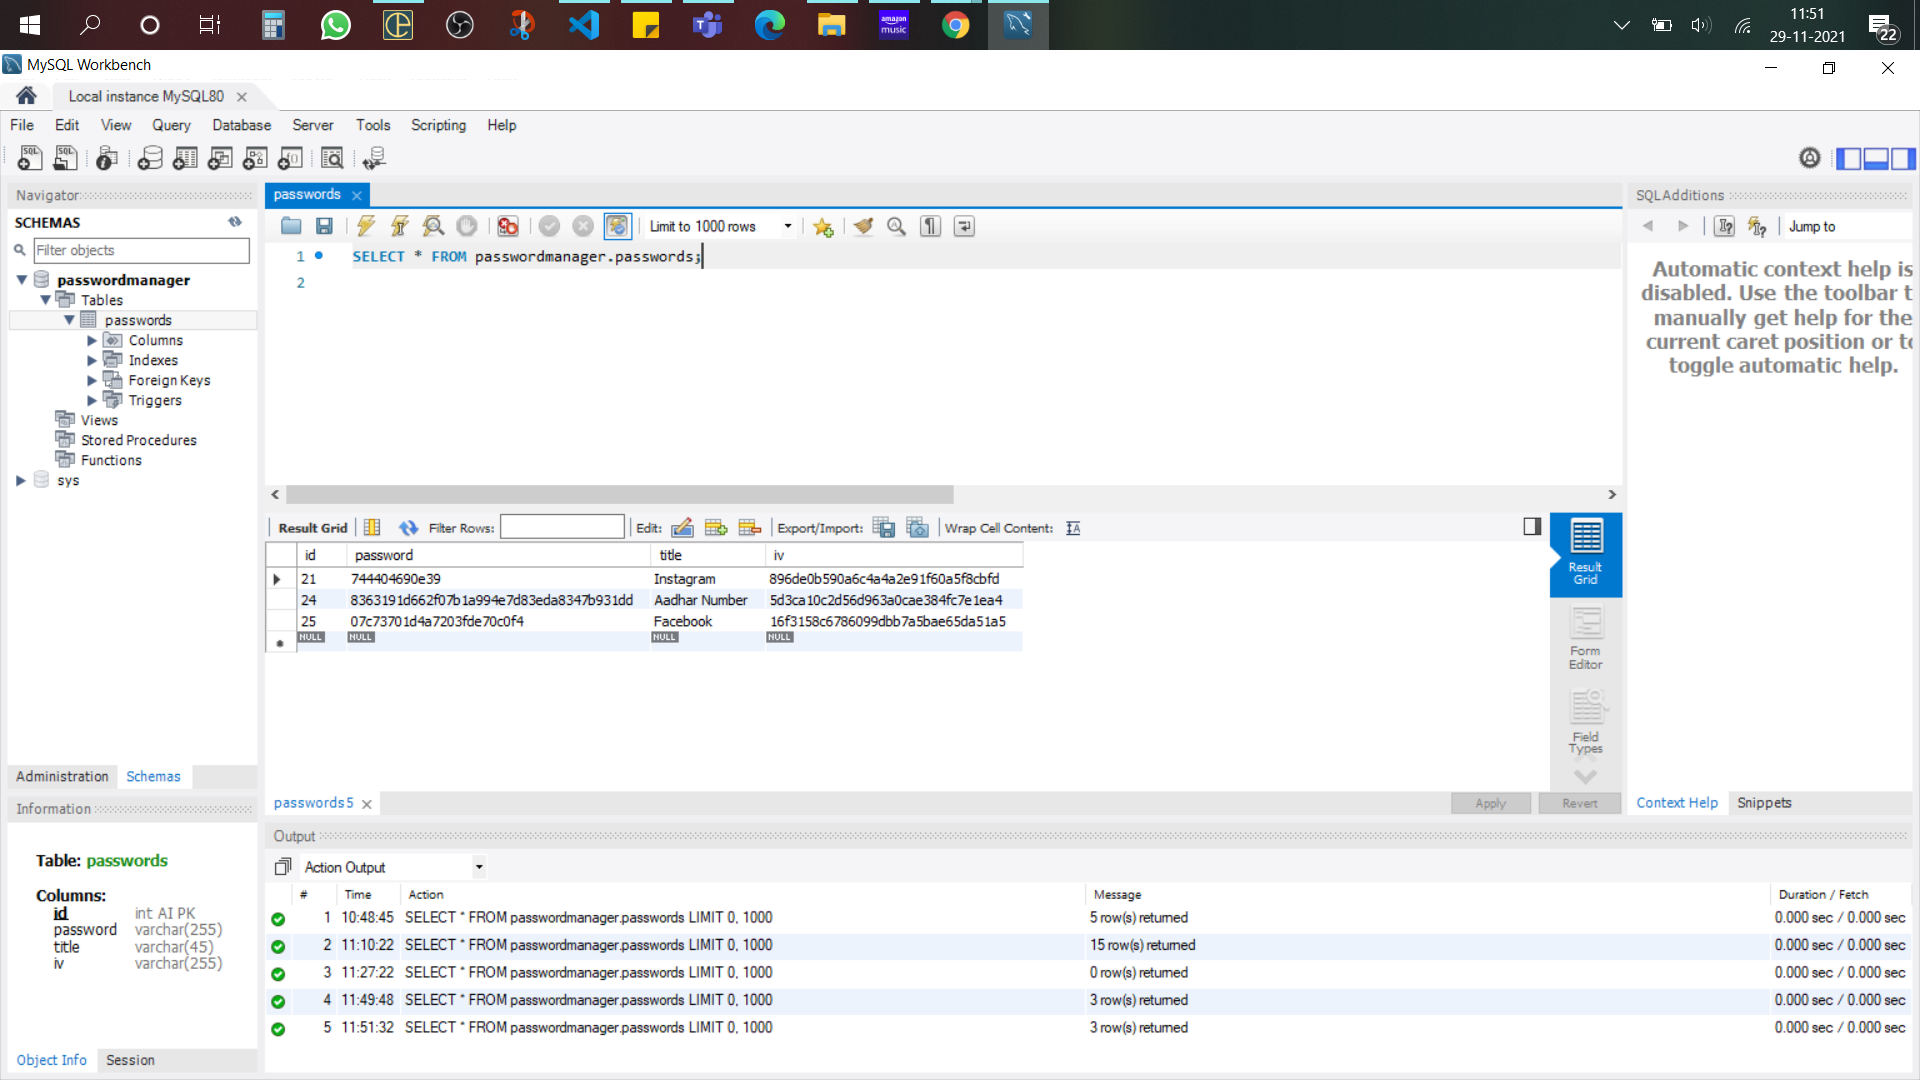 amazon music
11:51
29-11-2021
22
MySQL Workbench
Local instance MySQL80
File Edit View Query Database Server Tools Scripting Help
Navigator
SCHEMAS
Filter objects
passwordmanager
Tables
passwords
Columns
Indexes
Foreign Keys
Triggers
Views
Stored Procedures
Functions
sys
Administration Schemas
Information
Table: passwords
Columns:
id int AI PK
password varchar(255)
title varchar(45)
iv varchar(255)
Object Info Session
passwords
Limit to 1000 rows
1 SELECT * FROM passwordmanager.passwords;
2
Result Grid Filter Rows: Edit: Export/Import: Wrap Cell Content:
id password title iv
21 744404690e39 Instagram 896de0b590a6c4a4a2e91f60a5f8cbfd
24 8363191d662f07b1a994e7d83eda8347b931dd Aadhar Number 5d3ca10c2d56d963a0cae384fc7e1ea4
25 07c73701d4a7203fde70c0f4 Facebook 16f3158c6786099dbb7a5bae65da51a5
NULL NULL NULL NULL
Result Grid
Form Editor
Field Types
passwords5
Apply Revert
SQLAdditions
Jump to
Automatic context help is
disabled. Use the toolbar t
manually get help for the
current caret position or to
toggle automatic help.
Context Help Snippets
Output
Action Output
# Time Action Message Duration / Fetch
1 10:48:45 SELECT * FROM passwordmanager.passwords LIMIT 0, 1000 5 row(s) returned 0.000 sec / 0.000 sec
2 11:10:22 SELECT * FROM passwordmanager.passwords LIMIT 0, 1000 15 row(s) returned 0.000 sec / 0.000 sec
3 11:27:22 SELECT * FROM passwordmanager.passwords LIMIT 0, 1000 0 row(s) returned 0.000 sec / 0.000 sec
4 11:49:48 SELECT * FROM passwordmanager.passwords LIMIT 0, 1000 3 row(s) returned 0.000 sec / 0.000 sec
5 11:51:32 SELECT * FROM passwordmanager.passwords LIMIT 0, 1000 3 row(s) returned 0.000 sec / 0.000 sec